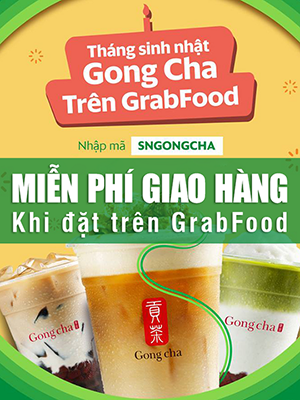 Tháng sinh nhật
Gong Cha
Trên GrabFood
Nhập mã SNGONGCHA
MIỄN PHÍ GIAO HÀNG
Khi đặt trên GrabFood
Gong cha
貢茶
Gong cha
Gong cha